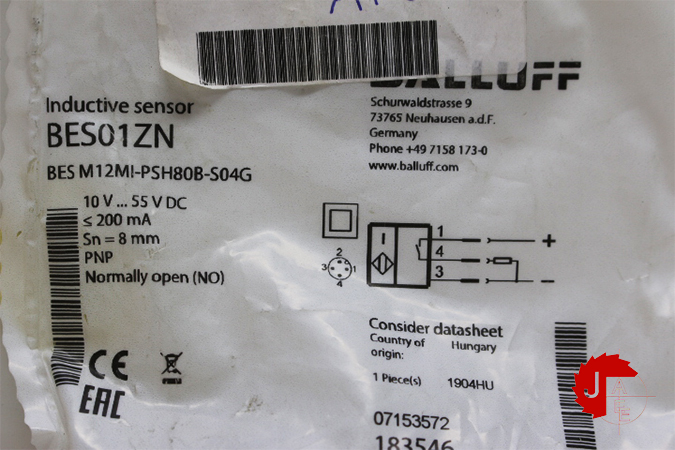 BALLUFF
Inductive sensor
BES01ZN
BES M12MI-PSH80B-S04G
10 V ... 55 V DC
≤ 200 mA
Sn = 8 mm
PNP
Normally open (NO)
Schurwaldstrasse 9
73765 Neuhausen a.d.F.
Germany
Phone +49 7158 173-0
www.balluff.com
2
3 1
4
I
1 +
4
3 −
Consider datasheet
Country of origin: Hungary
1 Piece(s) 1904HU
07153572
183546
CE
EAC
J